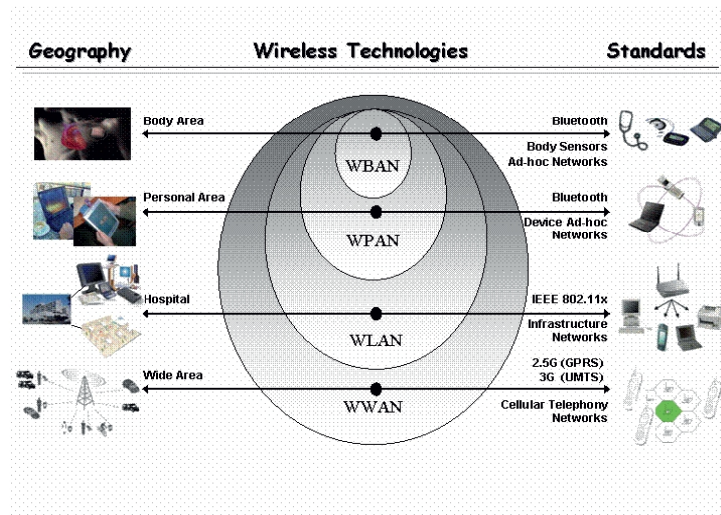 Geography
Wireless Technologies
Standards
Body Area
Bluetooth
Body Sensors
Ad-hoc Networks
WBAN
Personal Area
Bluetooth
Device Ad-hoc
Networks
WPAN
Hospital
IEEE 802.11x
Infrastructure
Networks
WLAN
Wide Area
2.5G (GPRS)
3G (UMTS)
Cellular Telephony
Networks
WWAN